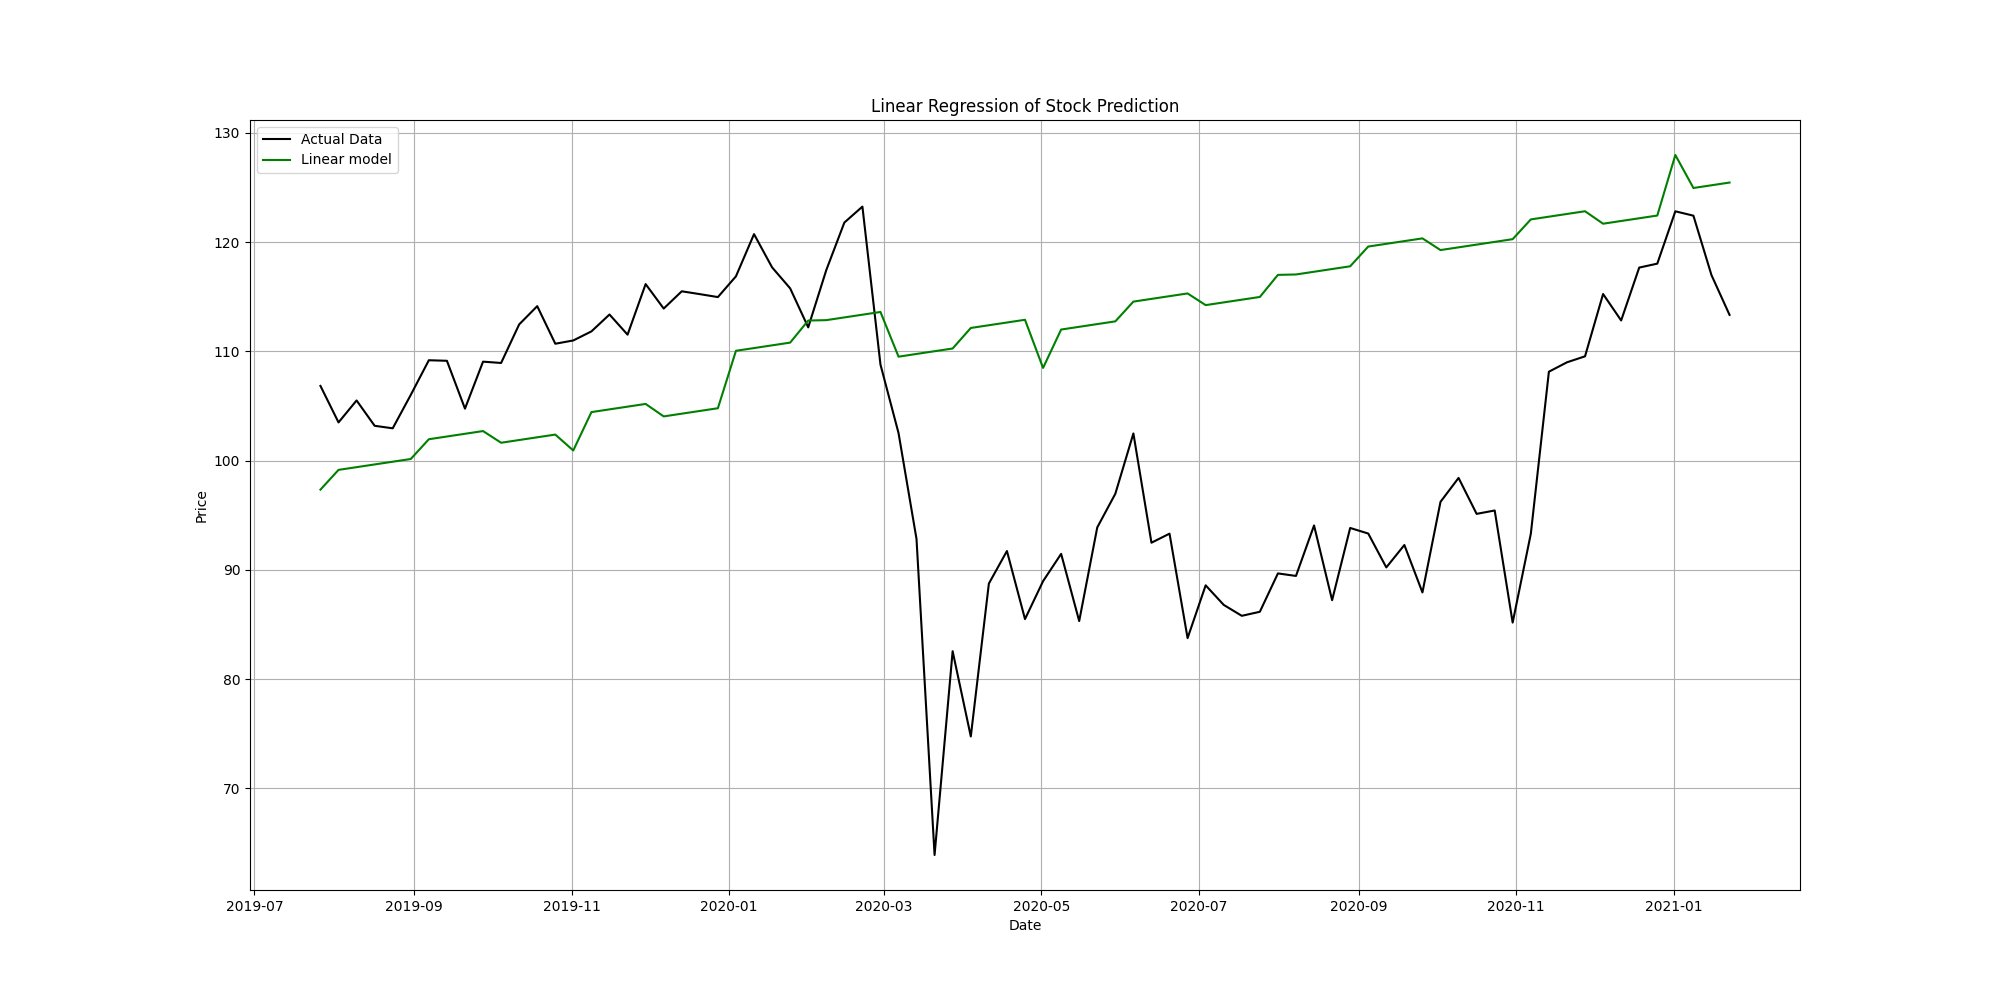 Linear Regression of Stock Prediction
Actual Data
Linear model
130
120
110
100
90
80
70
Price
2019-07 2019-09 2019-11 2020-01 2020-03 2020-05 2020-07 2020-09 2020-11 2021-01
Date